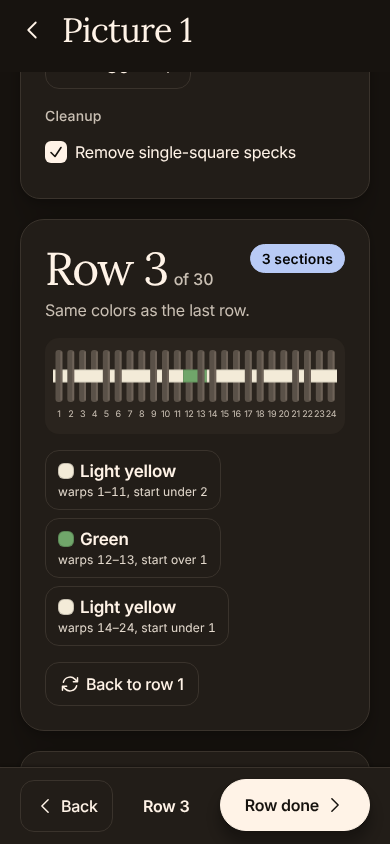 Picture 1
Cleanup
Remove single-square specks
Row 3 of 30
3 sections
Same colors as the last row.
1 2 3 4 5 6 7 8 9 10 11 12 13 14 15 16 17 18 19 20 21 22 23 24
Light yellow
warps 1–11, start under 2
Green
warps 12–13, start over 1
Light yellow
warps 14–24, start under 1
Back to row 1
Back
Row 3
Row done